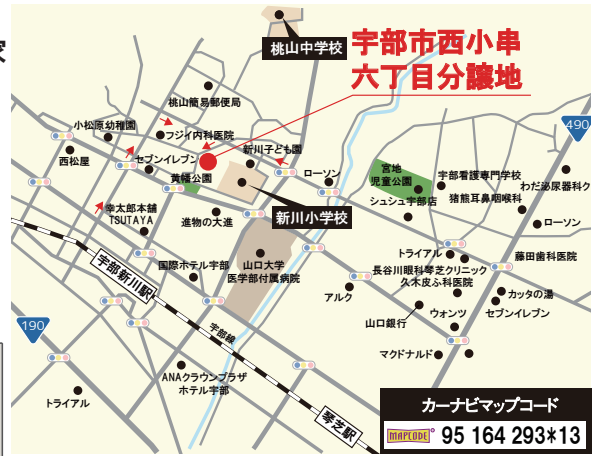 家
桃山中学校
宇部市西小串
六丁目分譲地
桃山簡易郵便局
小松原幼稚園
フジイ内科医院
西松屋
セブンイレブン
新川子ども園
黄幡公園
ローソン
新川小学校
幸太郎本舗
TSUTAYA
進物の大進
国際ホテル宇部
山口大学
医学部付属病院
宇部新川駅
宇部線
190
ANAクラウンプラザ
ホテル宇部
トライアル
琴芝駅
490
宮地
児童公園
宇部看護専門学校
猪熊耳鼻咽喉科
シュシュ宇部店
わだ泌尿器科ク
ローソン
トライアル
藤田歯科医院
長谷川眼科琴芝クリニック
久木皮ふ科医院
アルク
カッタの湯
セブンイレブン
山口銀行
ウォンツ
マクドナルド
カーナビマップコード
MAPCODE 95 164 293*13